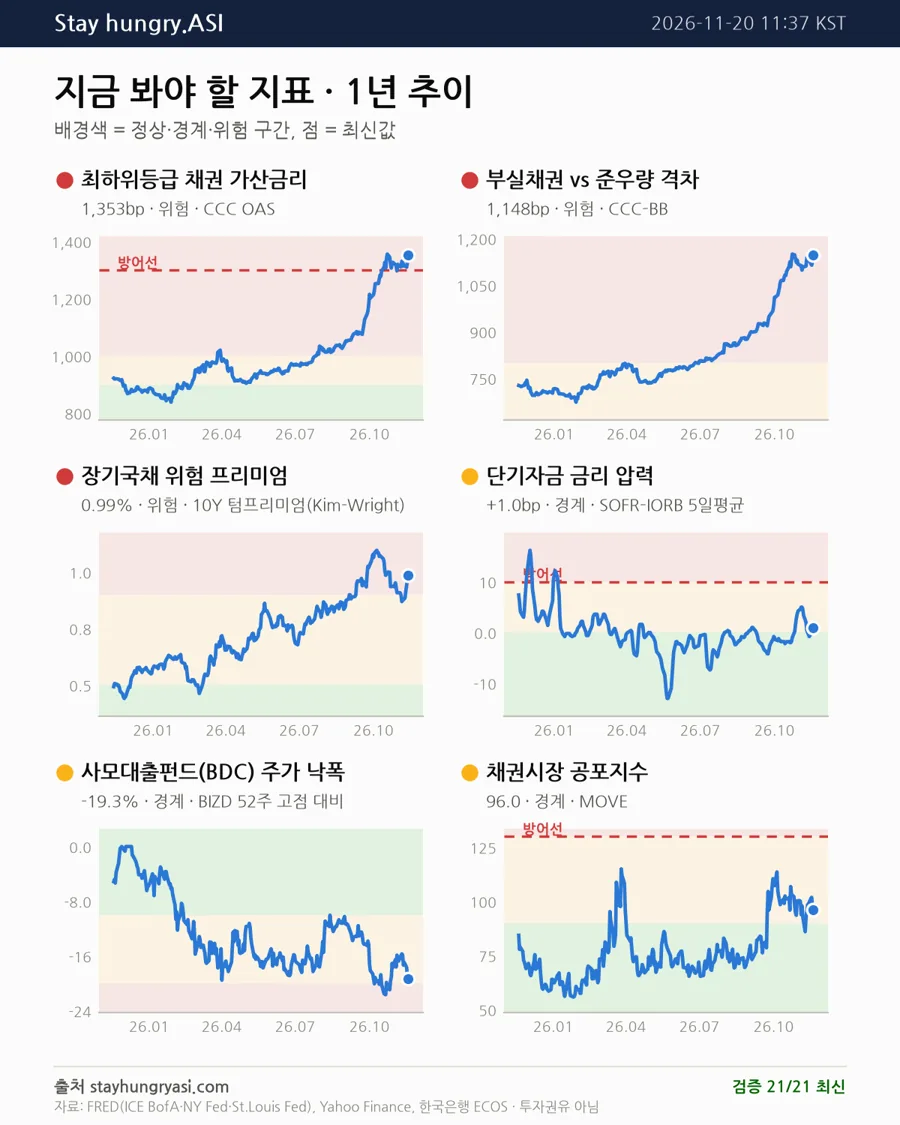 Stay hungry.ASI
2026-11-20 11:37 KST
지금 봐야 할 지표 · 1년 추이
배경색 = 정상·경계·위험 구간, 점 = 최신값
최하위등급 채권 가산금리
1,353bp · 위험 · CCC OAS
1,400
방어선
1,200
1,000
800
26.01 26.04 26.07 26.10
부실채권 vs 준우량 격차
1,148bp · 위험 · CCC-BB
1,200
1,050
900
750
26.01 26.04 26.07 26.10
장기국채 위험 프리미엄
0.99% · 위험 · 10Y 텀프리미엄(Kim-Wright)
1.0
0.8
0.5
26.01 26.04 26.07 26.10
단기자금 금리 압력
+1.0bp · 경계 · SOFR-IORB 5일평균
방어선
10
0.0
-10
26.01 26.04 26.07 26.10
사모대출펀드(BDC) 주가 낙폭
-19.3% · 경계 · BIZD 52주 고점 대비
0.0
-8.0
-16
-24
26.01 26.04 26.07 26.10
채권시장 공포지수
96.0 · 경계 · MOVE
방어선
125
100
75
50
26.01 26.04 26.07 26.10
출처 stayhungryasi.com
검증 21/21 최신
자료: FRED(ICE BofA·NY Fed·St.Louis Fed), Yahoo Finance, 한국은행 ECOS · 투자권유 아님